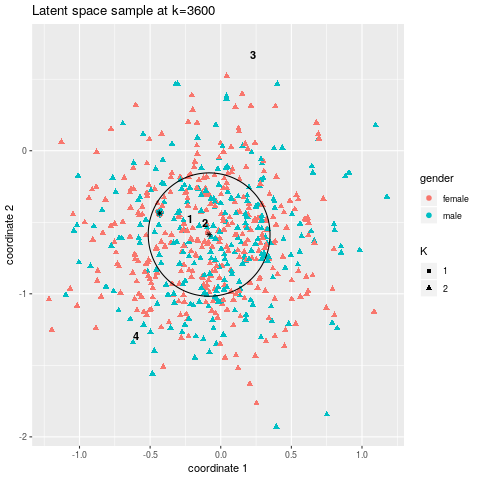 Latent space sample at k=3600
3
0
gender
female
male
1
2
coordinate 2
K
1
2
-1
4
-2
-1.0
-0.5
0.0
0.5
1.0
coordinate 1